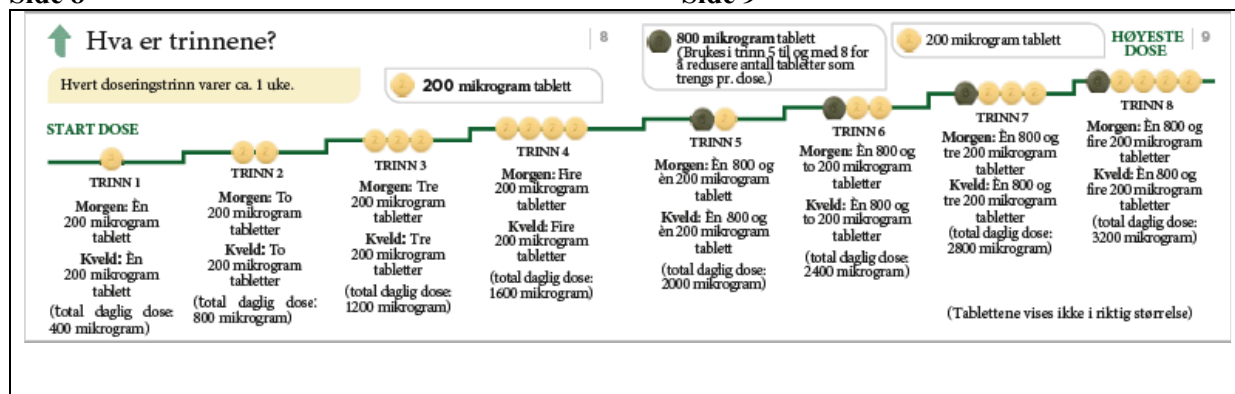 Side 8
Side 9
Hva er trinnene?
8
Hvert doseringstrinn varer ca. 1 uke.
200 mikrogram tablett
800 mikrogram tablett
(Brukes i trinn 5 til og med 8 for
å redusere antall tabletter som
trengs pr. dose.)
200 mikrogram tablett
HØYESTE
DOSE
9
START DOSE
TRINN 1
Morgen: Èn
200 mikrogram
tablett
Kveld: Èn
200 mikrogram
tablett
(total daglig dose:
400 mikrogram)
TRINN 2
Morgen: To
200 mikrogram
tabletter
Kveld: To
200 mikrogram
tabletter
(total daglig dose:
800 mikrogram)
TRINN 3
Morgen: Tre
200 mikrogram
tabletter
Kveld: Tre
200 mikrogram
tabletter
(total daglig dose:
1200 mikrogram)
TRINN 4
Morgen: Fire
200 mikrogram
tabletter
Kveld: Fire
200 mikrogram
tabletter
(total daglig dose:
1600 mikrogram)
TRINN 5
Morgen: Èn 800 og
èn 200 mikrogram
tablett
Kveld: Èn 800 og
èn 200 mikrogram
tablett
(total daglig dose:
2000 mikrogram)
TRINN 6
Morgen: Èn 800 og
to 200 mikrogram
tabletter
Kveld: Èn 800 og
to 200 mikrogram
tabletter
(total daglig dose:
2400 mikrogram)
TRINN 7
Morgen: Èn 800 og
tre 200 mikrogram
tabletter
Kveld: Èn 800 og
tre 200 mikrogram
tabletter
(total daglig dose:
2800 mikrogram)
TRINN 8
Morgen: Èn 800 og
fire 200 mikrogram
tabletter
Kveld: Èn 800 og
fire 200 mikrogram
tabletter
(total daglig dose:
3200 mikrogram)
(Tablettene vises ikke i riktig størrelse)